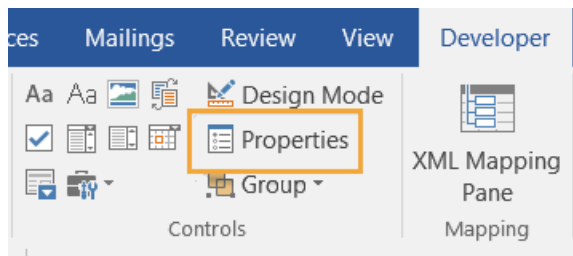 ces Mailings Review View Developer
Aa Aa Design Mode
Properties
Group
XML Mapping
Pane
Controls Mapping